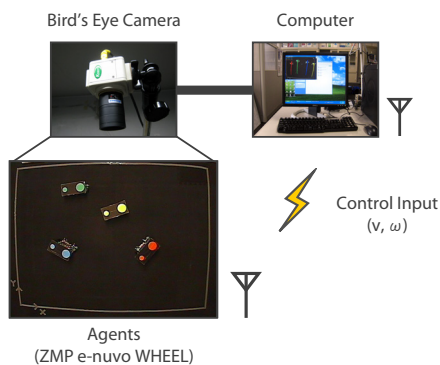 Bird's Eye Camera
Computer
Control Input
(v, ω)
Y
X
Agents
(ZMP e-nuvo WHEEL)